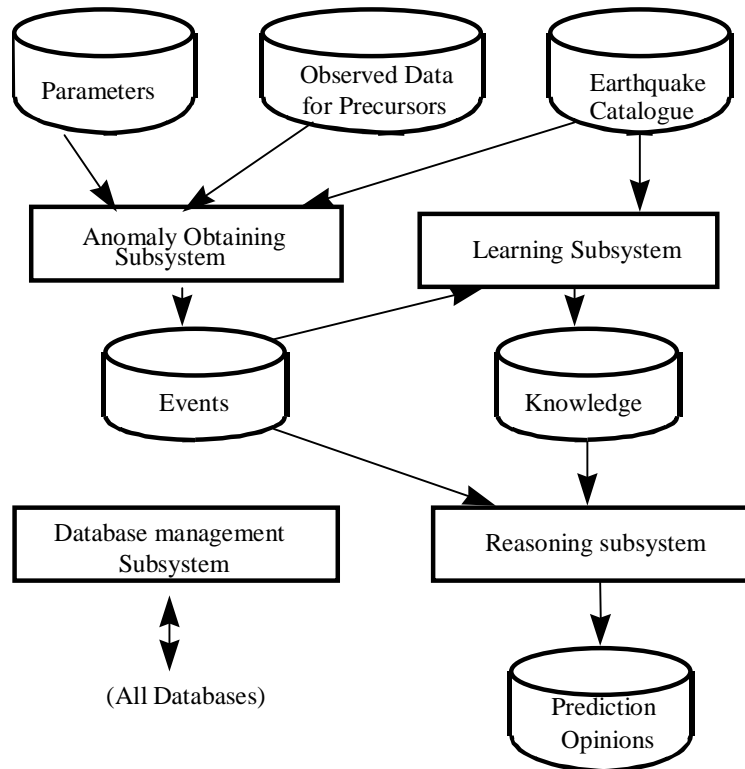 Parameters
Observed Data
for Precursors
Earthquake
Catalogue
Anomaly Obtaining
Subsystem
Learning Subsystem
Events
Knowledge
Database management
Subsystem
Reasoning subsystem
(All Databases)
Prediction
Opinions